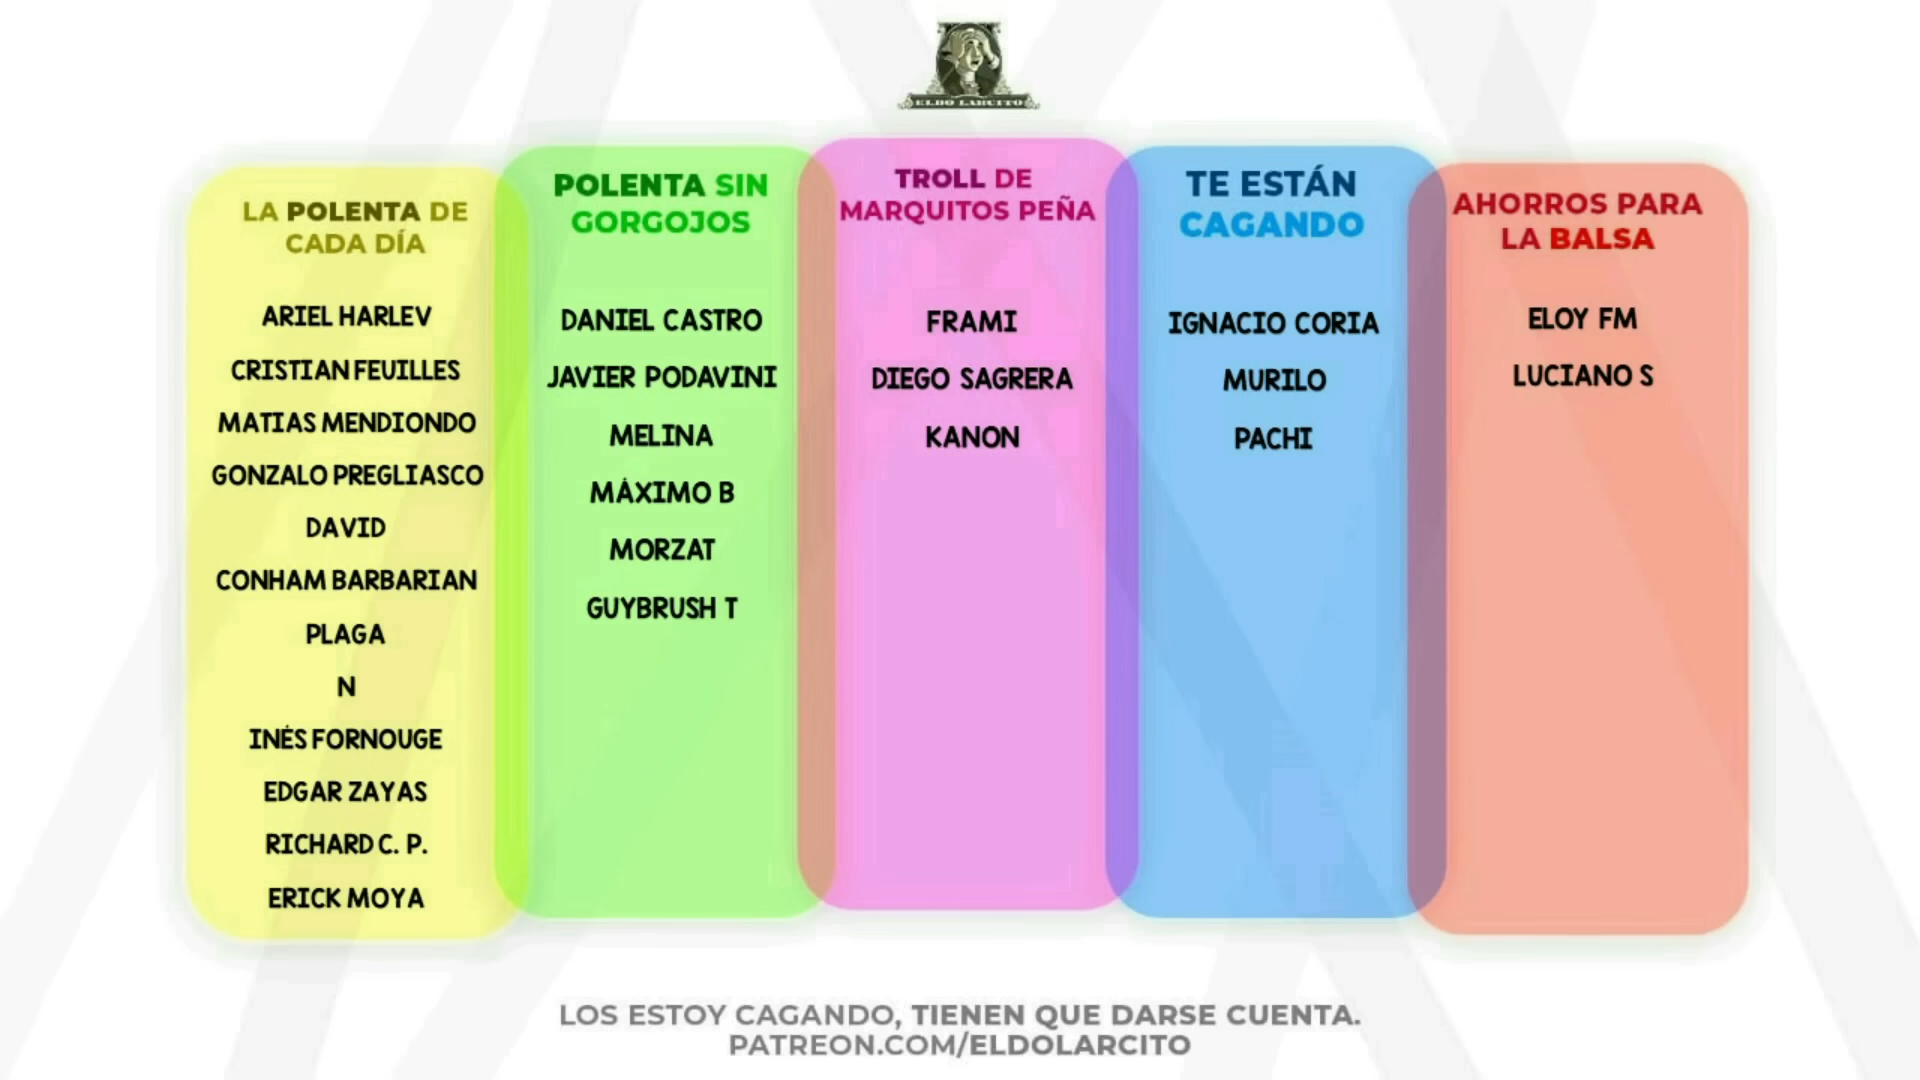 ELDO LARCITO
LA POLENTA DE
CADA DÍA
ARIEL HARLEV
CRISTIAN FEUILLES
MATIAS MENDIONDO
GONZALO PREGLIASCO
DAVID
CONHAM BARBARIAN
PLAGA
N
INÉS FORNOUGE
EDGAR ZAYAS
RICHARD C. P.
ERICK MOYA
POLENTA SIN
GORGOJOS
DANIEL CASTRO
JAVIER PODAVINI
MELINA
MÁXIMO B
MORZAT
GUYBRUSH T
TROLL DE
MARQUITOS PEÑA
FRAMI
DIEGO SAGRERA
KANON
TE ESTÁN
CAGANDO
IGNACIO CORIA
MURILO
PACHI
AHORROS PARA
LA BALSA
ELOY FM
LUCIANO S
LOS ESTOY CAGANDO, TIENEN QUE DARSE CUENTA.
PATREON.COM/ELDOLARCITO